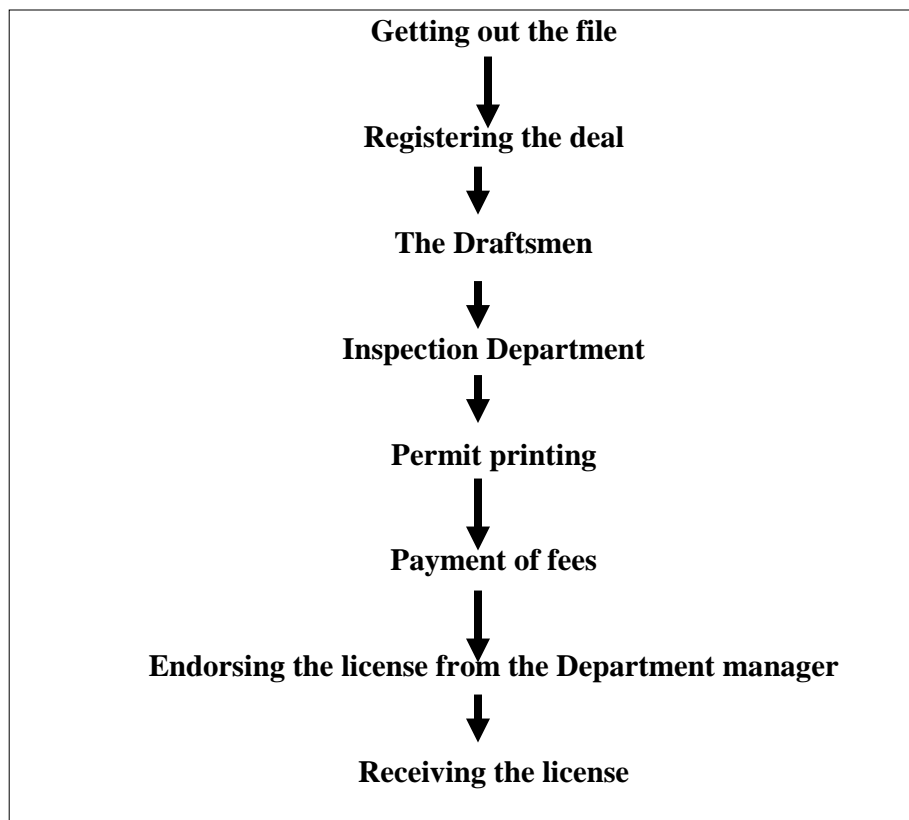 Getting out the file
Registering the deal
The Draftsmen
Inspection Department
Permit printing
Payment of fees
Endorsing the license from the Department manager
Receiving the license